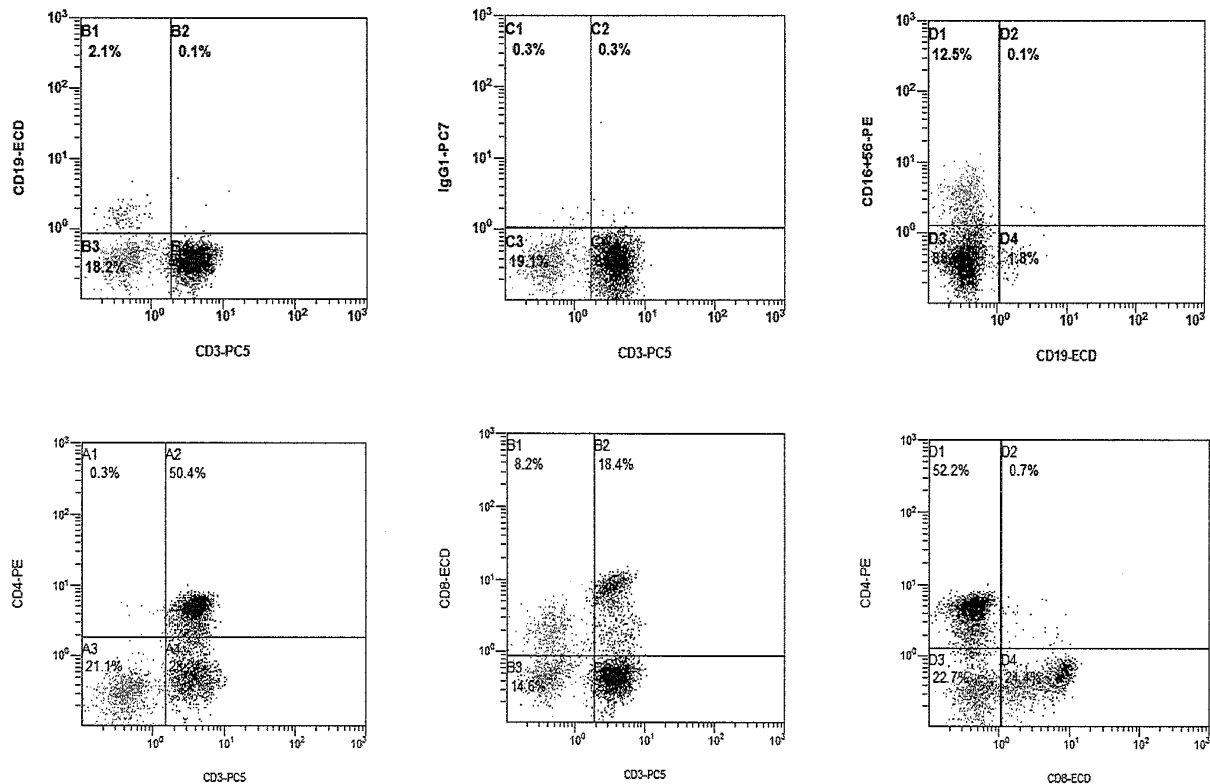 10³
B1 B2
2.1% 0.1%
10²
10¹
10⁰
B3
18.2%
10⁰ 10¹ 10² 10³
CD19-ECD
CD3-PC5
10³
C1 C2
0.3% 0.3%
10²
10¹
10⁰
C3
19.1%
10⁰ 10¹ 10² 10³
IgG1-PC7
CD3-PC5
10³
D1 D2
12.5% 0.1%
10²
10¹
10⁰
D3 D4
1.8%
10⁰ 10¹ 10² 10³
CD16+56-PE
CD19-ECD
10³
A1 A2
0.3% 50.4%
10²
10¹
10⁰
A3 A4
21.1%
10⁰ 10¹ 10² 10³
CD4-PE
CD3-PC5
10³
B1 B2
8.2% 18.4%
10²
10¹
10⁰
B3
14.6%
10⁰ 10¹ 10² 10³
CD8-ECD
CD3-PC5
10³
D1 D2
52.2% 0.7%
10²
10¹
10⁰
D3 D4
22.7% 24.4%
10⁰ 10¹ 10² 10³
CD4-PE
CD8-ECD